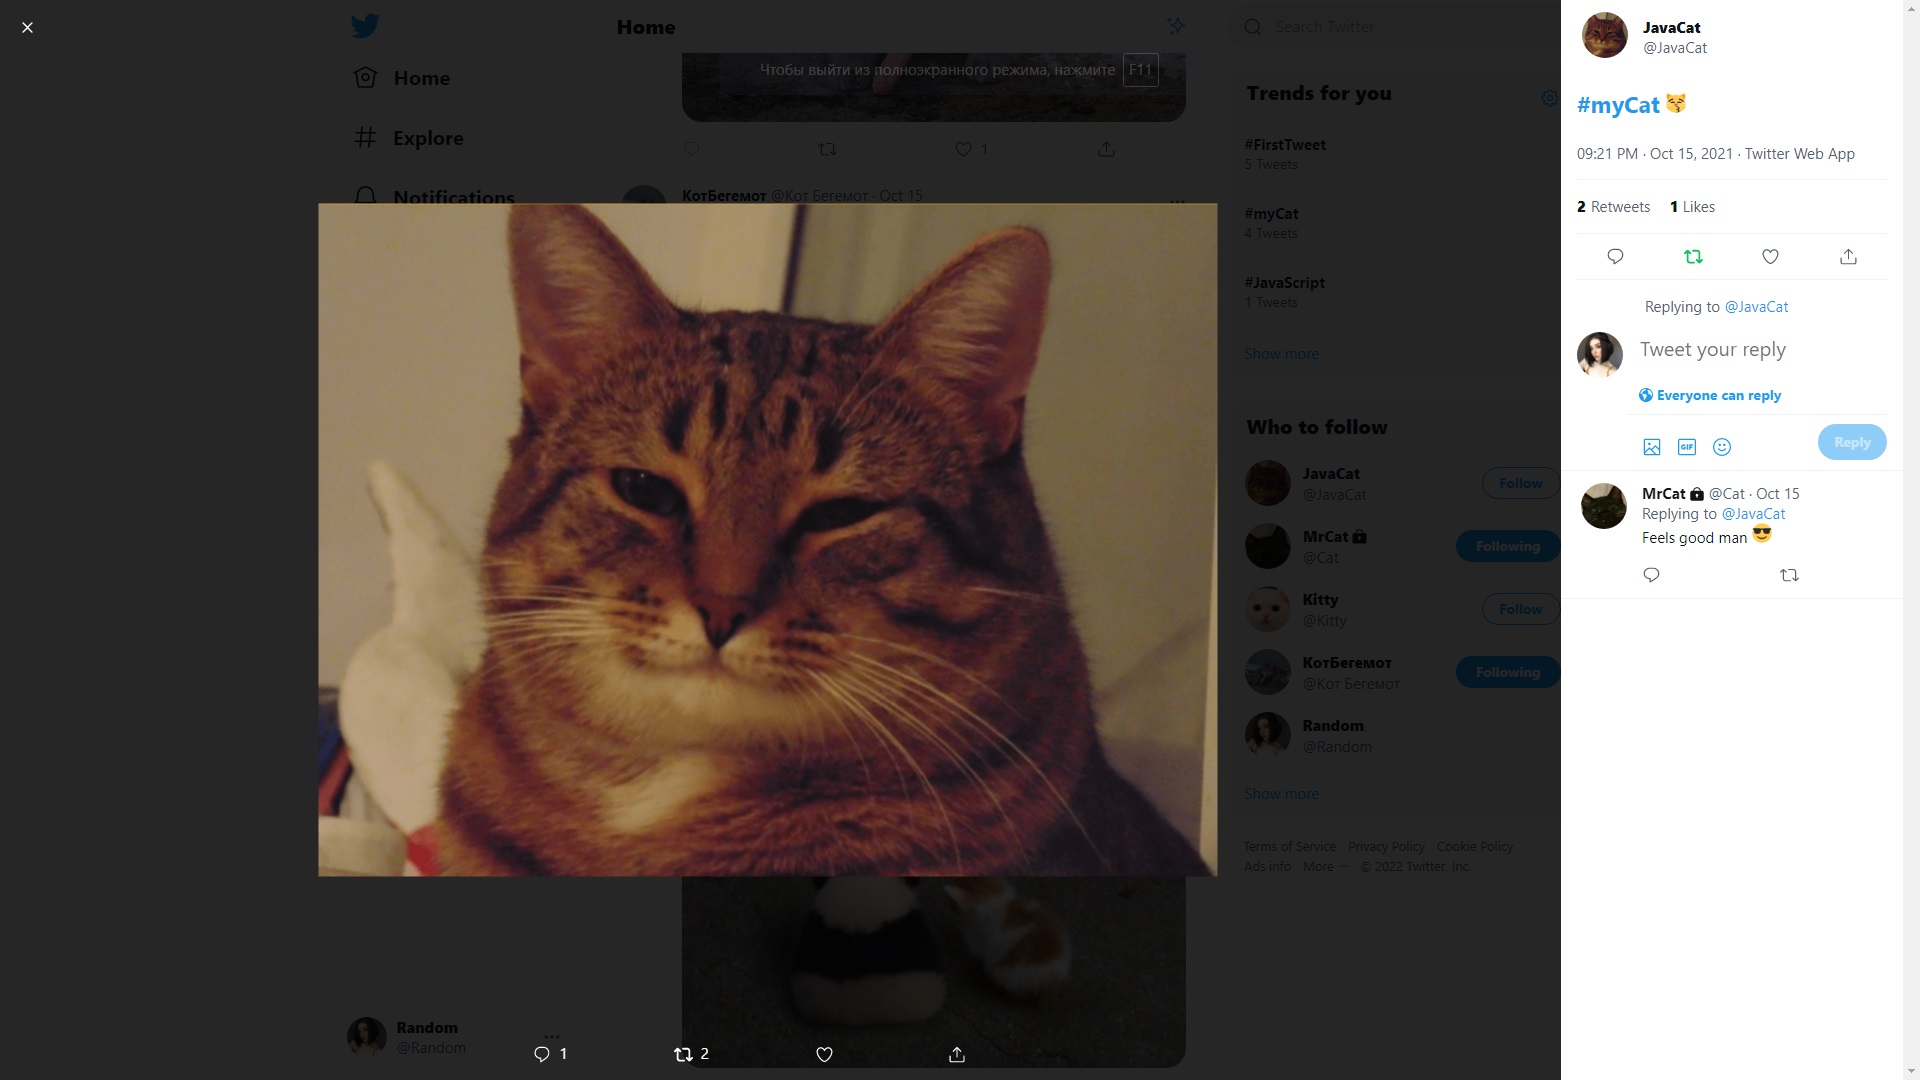 Home
Explore
Notifications
Random
@Random
Home
Чтобы выйти из полноэкранного режима, нажмите F11
1
КотБегемот @Кот Бегемот · Oct 15
1
2
Search Twitter
Trends for you
#FirstTweet
5 Tweets
#myCat
4 Tweets
#JavaScript
1 Tweets
Show more
Who to follow
JavaCat
@JavaCat
Follow
MrCat
@Cat
Following
Kitty
@Kitty
Follow
КотБегемот
@Кот Бегемот
Following
Random
@Random
Show more
Terms of Service Privacy Policy Cookie Policy
Ads info More ··· © 2022 Twitter, Inc.
JavaCat
@JavaCat
#myCat 😽
09:21 PM · Oct 15, 2021 · Twitter Web App
2 Retweets 1 Likes
Replying to @JavaCat
Tweet your reply
Everyone can reply
GIF
Reply
MrCat @Cat · Oct 15
Replying to @JavaCat
Feels good man 😎